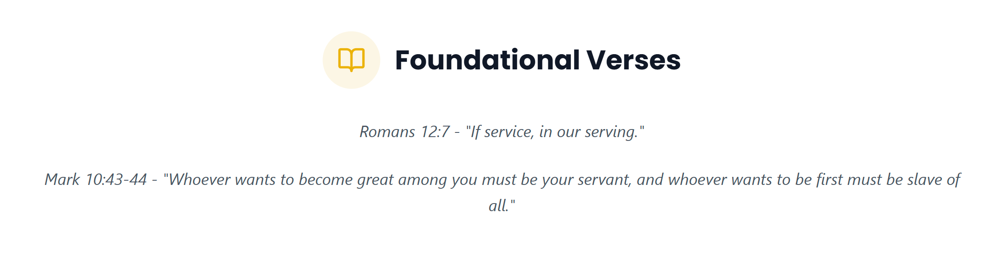 Foundational Verses
Romans 12:7 - "If service, in our serving."
Mark 10:43-44 - "Whoever wants to become great among you must be your servant, and whoever wants to be first must be slave of
all."